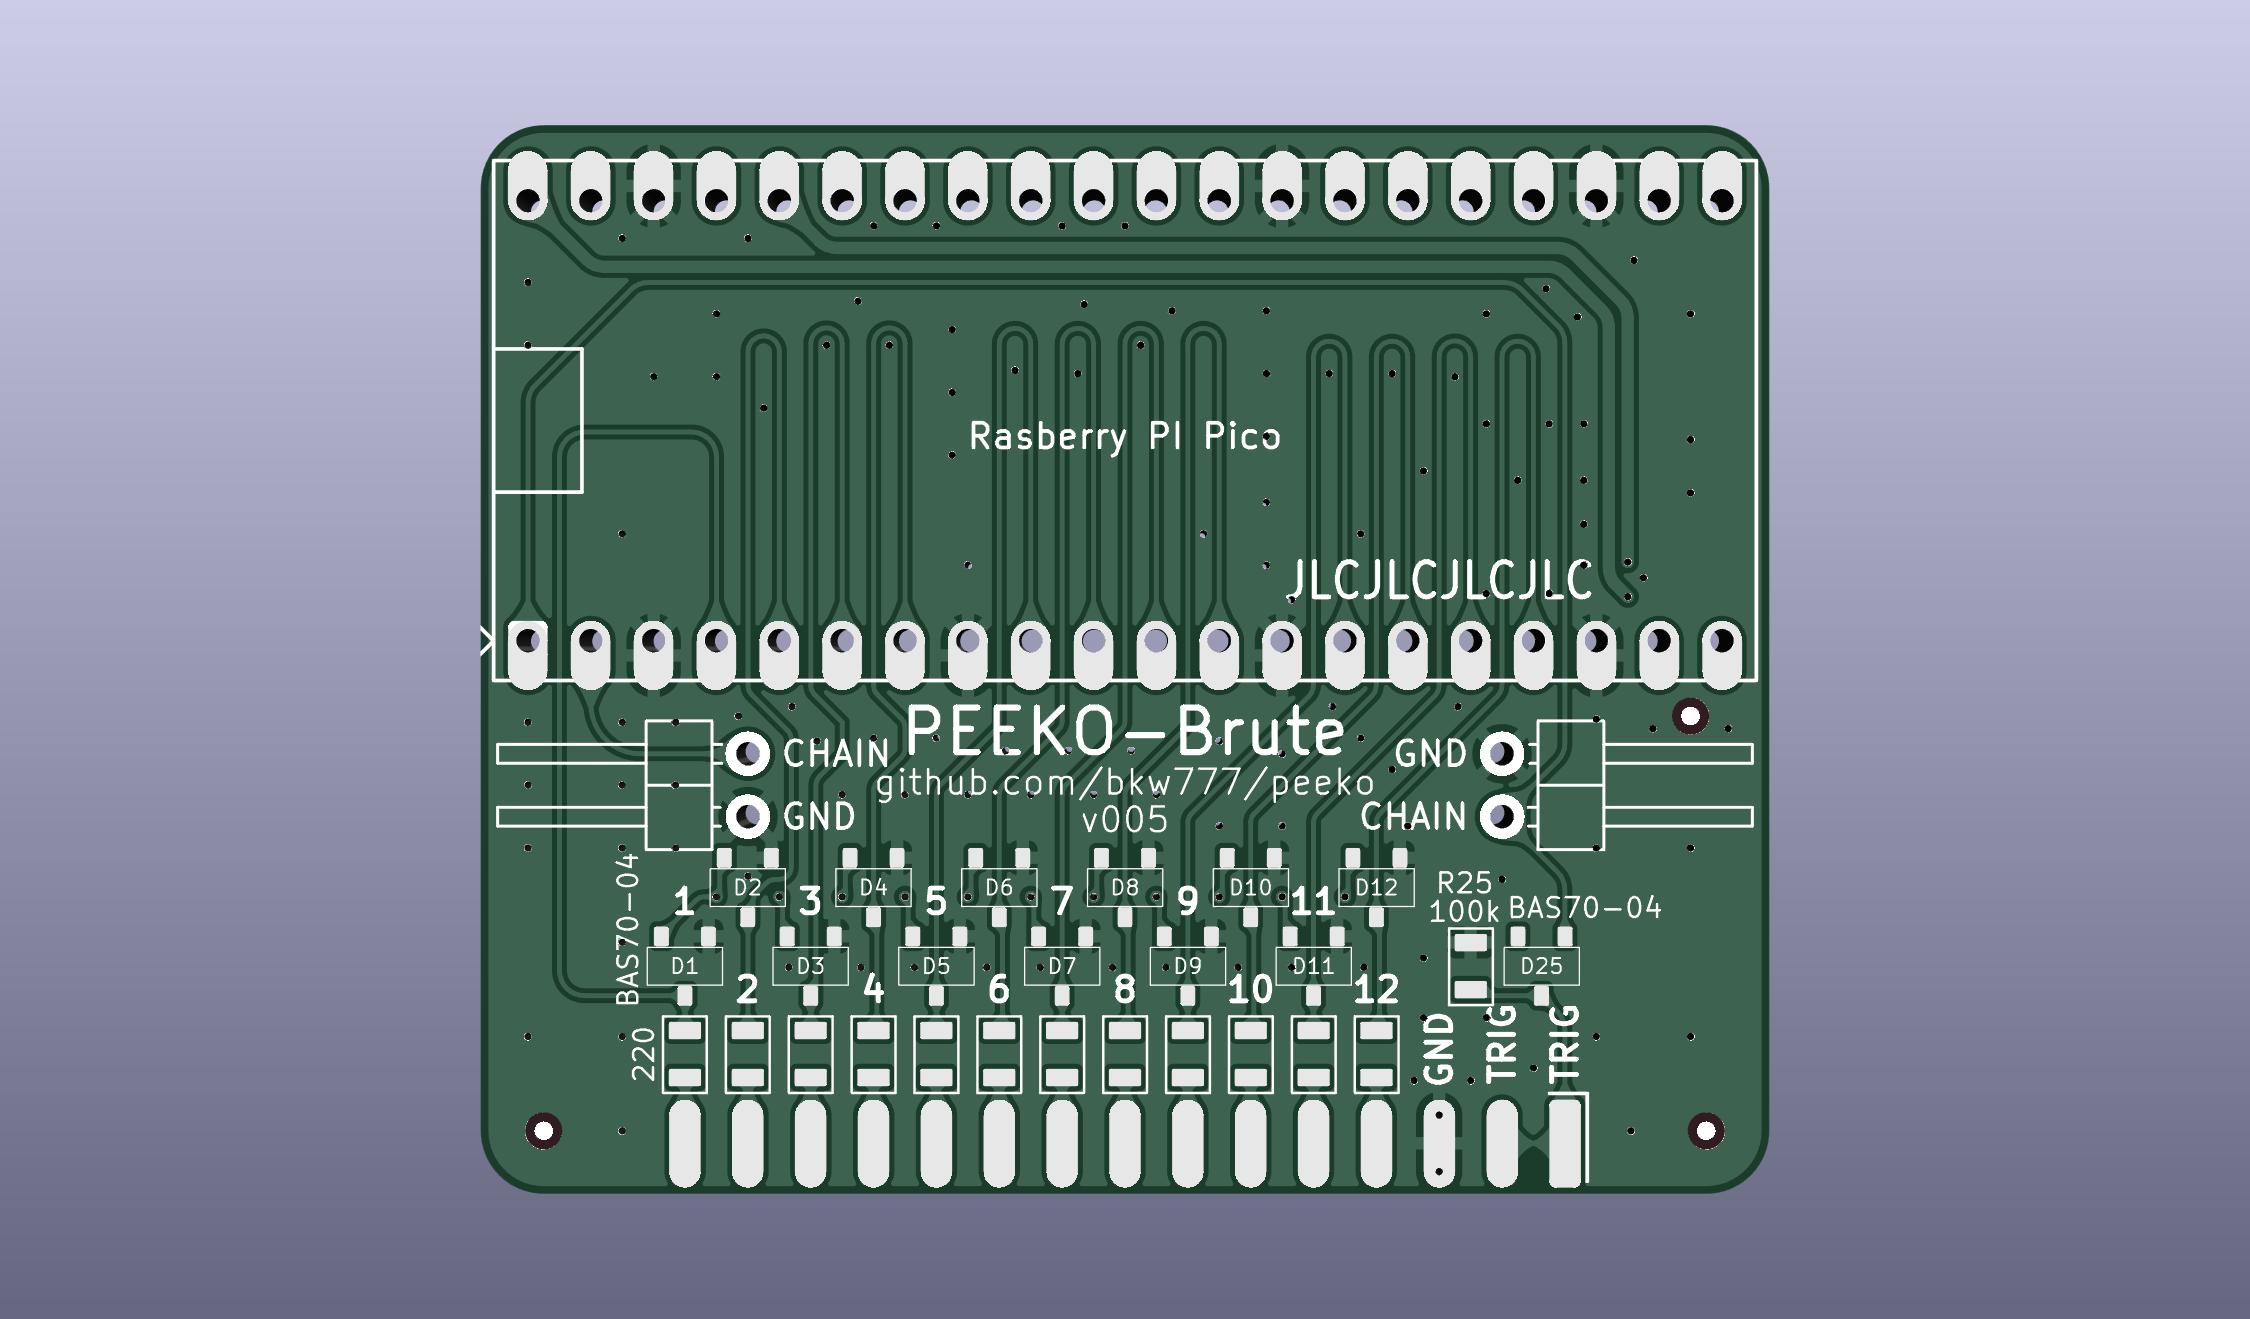 Rasberry PI Pico
JLCJLCJLCJLC
PEEKO-Brute
CHAIN
GND
github.com/bkw777/peeko
GND
CHAIN
v005
BAS70-04
D2
D4
D6
D8
D10
D12
R25
100k
BAS70-04
1
3
5
7
9
11
D1
D3
D5
D7
D9
D11
D25
2
4
6
8
10
12
220
GND
TRIG
TRIG